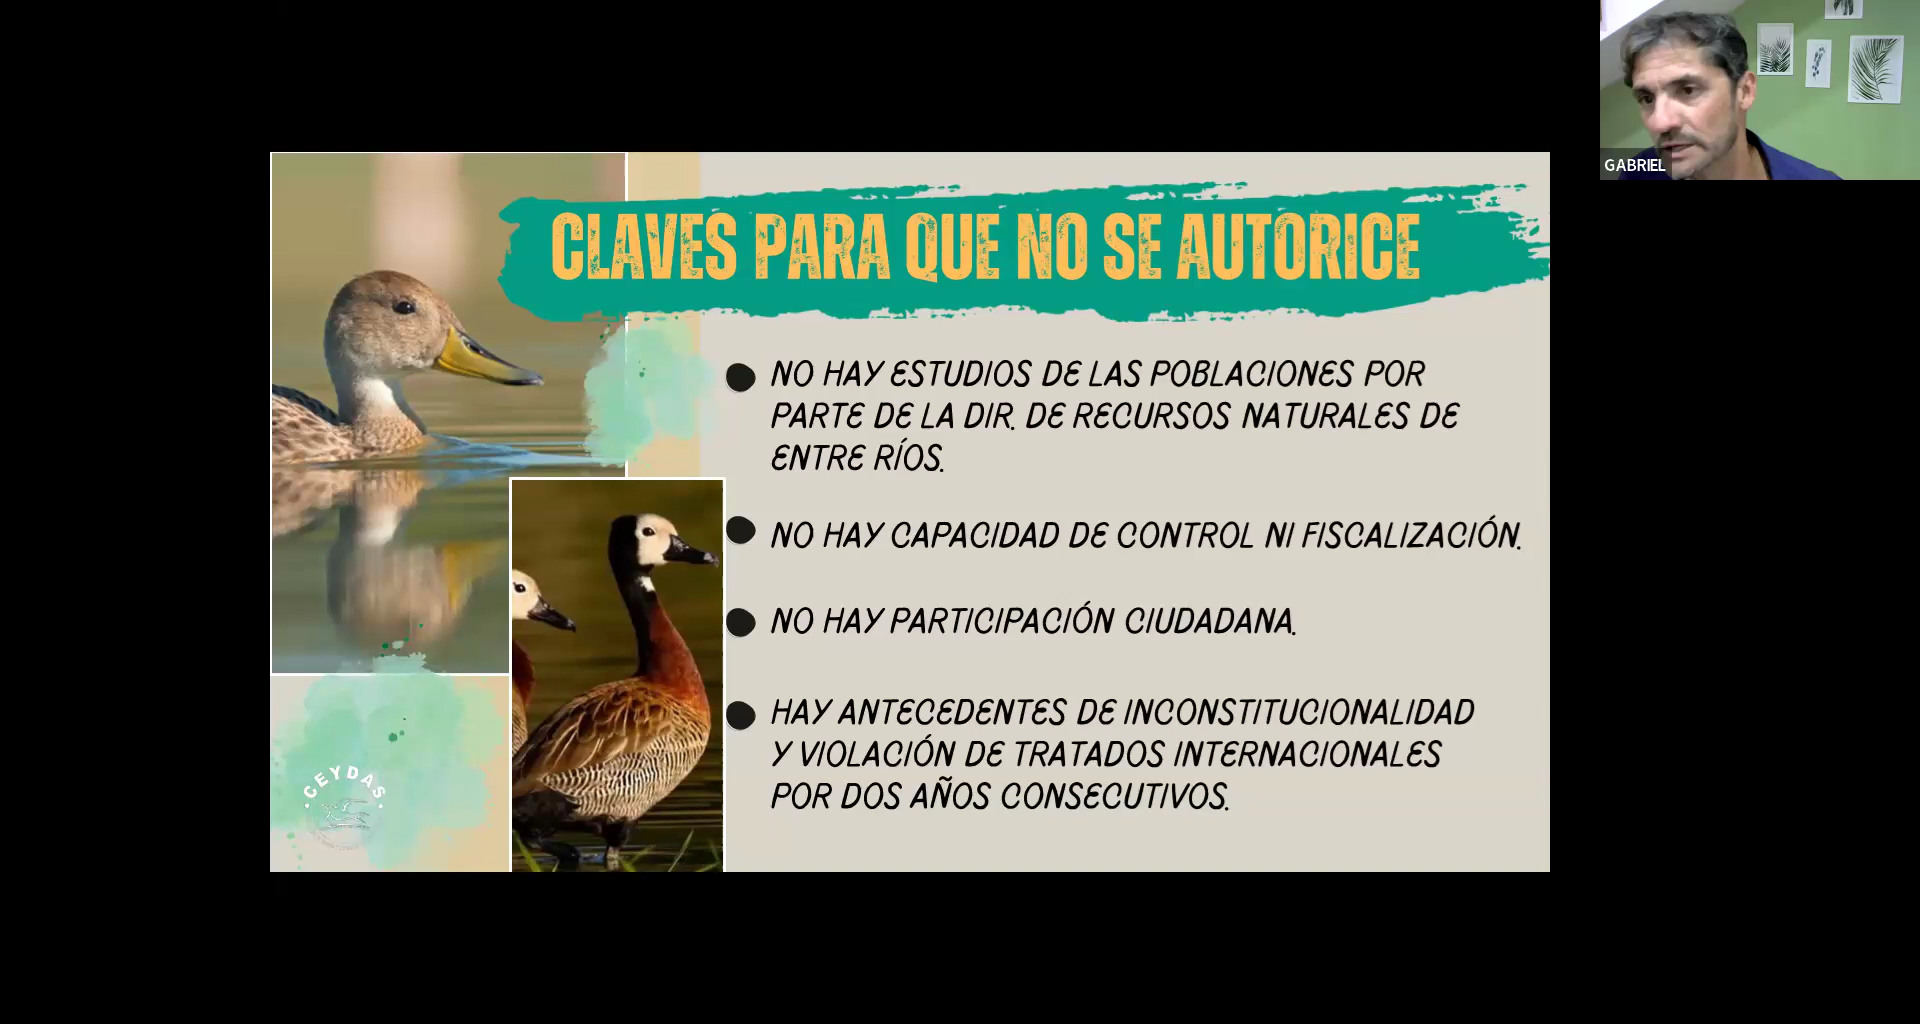 GABRIEL
CLAVES PARA QUE NO SE AUTORICE
● NO HAY ESTUDIOS DE LAS POBLACIONES POR
PARTE DE LA DIR. DE RECURSOS NATURALES DE
ENTRE RÍOS.
● NO HAY CAPACIDAD DE CONTROL NI FISCALIZACIÓN.
● NO HAY PARTICIPACIÓN CIUDADANA.
● HAY ANTECEDENTES DE INCONSTITUCIONALIDAD
Y VIOLACIÓN DE TRATADOS INTERNACIONALES
POR DOS AÑOS CONSECUTIVOS.
CEYDAS